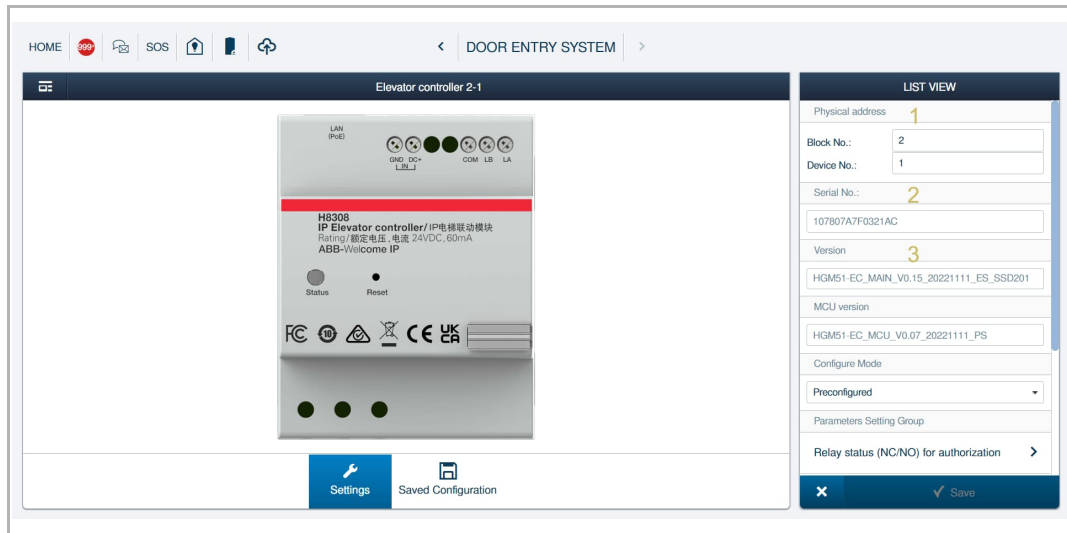 HOME 999+ SOS < DOOR ENTRY SYSTEM >
Elevator controller 2-1
LAN
(PoE)
GND DC+ COM LB LA
IN
H8308
IP Elevator controller/IP电梯联动模块
Rating/额定电压,电流 24VDC,60mA
ABB-Welcome IP
Status Reset
FC 10 CE UK
CA
Settings Saved Configuration
LIST VIEW
Physical address 1
Block No.: 2
Device No.: 1
Serial No.: 2
107807A7F0321AC
Version 3
HGM51-EC_MAIN_V0.15_20221111_ES_SSD201
MCU version
HGM51-EC_MCU_V0.07_20221111_PS
Configure Mode
Preconfigured
Parameters Setting Group
Relay status (NC/NO) for authorization >
Save